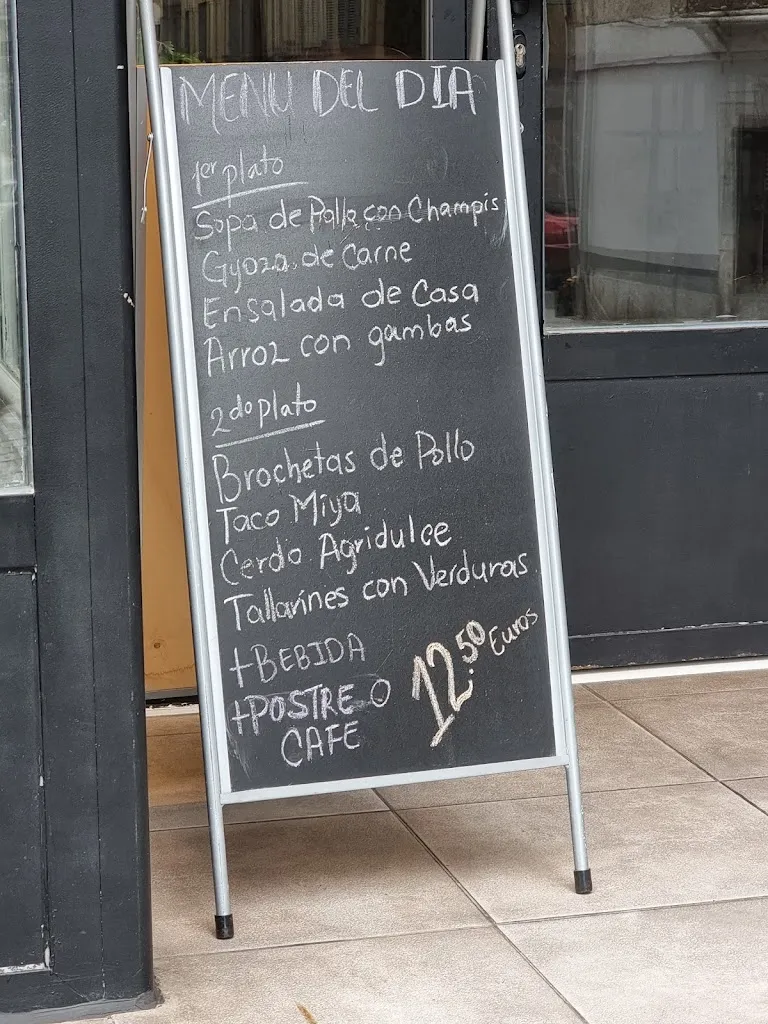 MENU DEL DIA
1er plato
Sopa de Pollo con Champis
Gyoza de Carne
Ensalada de Casa
Arroz con gambas
2do plato
Brochetas de Pollo
Taco Miya
Cerdo Agridulce
Tallarines con Verduras
+BEBIDA
+POSTRE O
CAFE
12.50 Euros